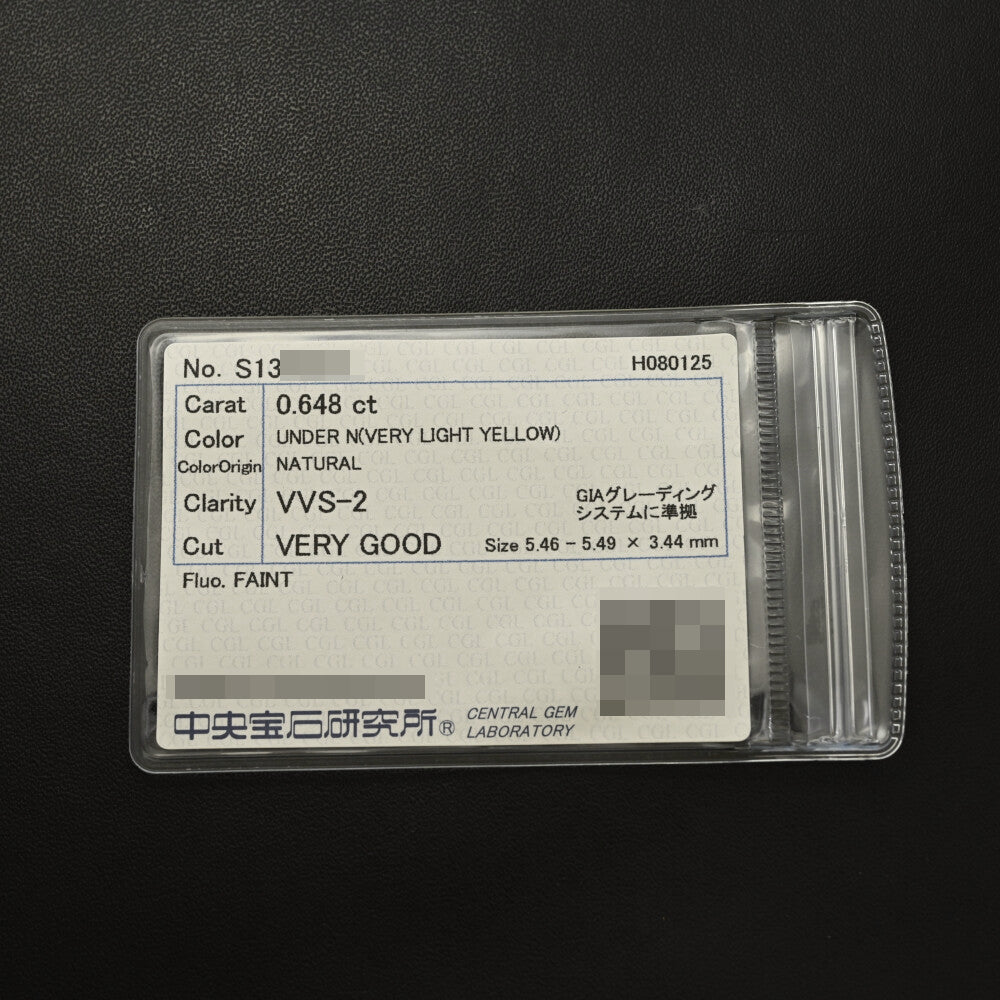 No. S13
H080125
Carat 0.648 ct
Color UNDER N(VERY LIGHT YELLOW)
ColorOrigin NATURAL
Clarity VVS-2
GIAグレーディング
システムに準拠
Cut VERY GOOD Size 5.46 - 5.49 × 3.44 mm
Fluo. FAINT
中央宝石研究所® CENTRAL GEM
LABORATORY